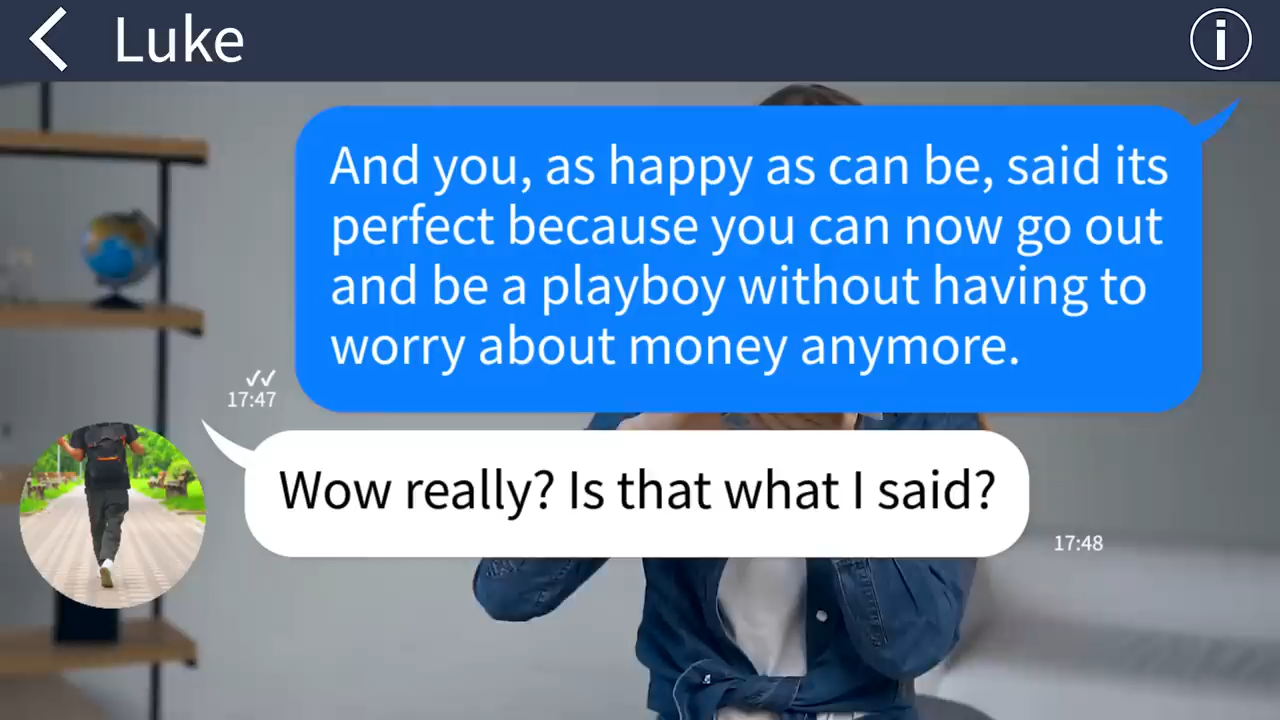 Luke
And you, as happy as can be, said its
perfect because you can now go out
and be a playboy without having to
worry about money anymore.
17:47
Wow really? Is that what I said?
17:48